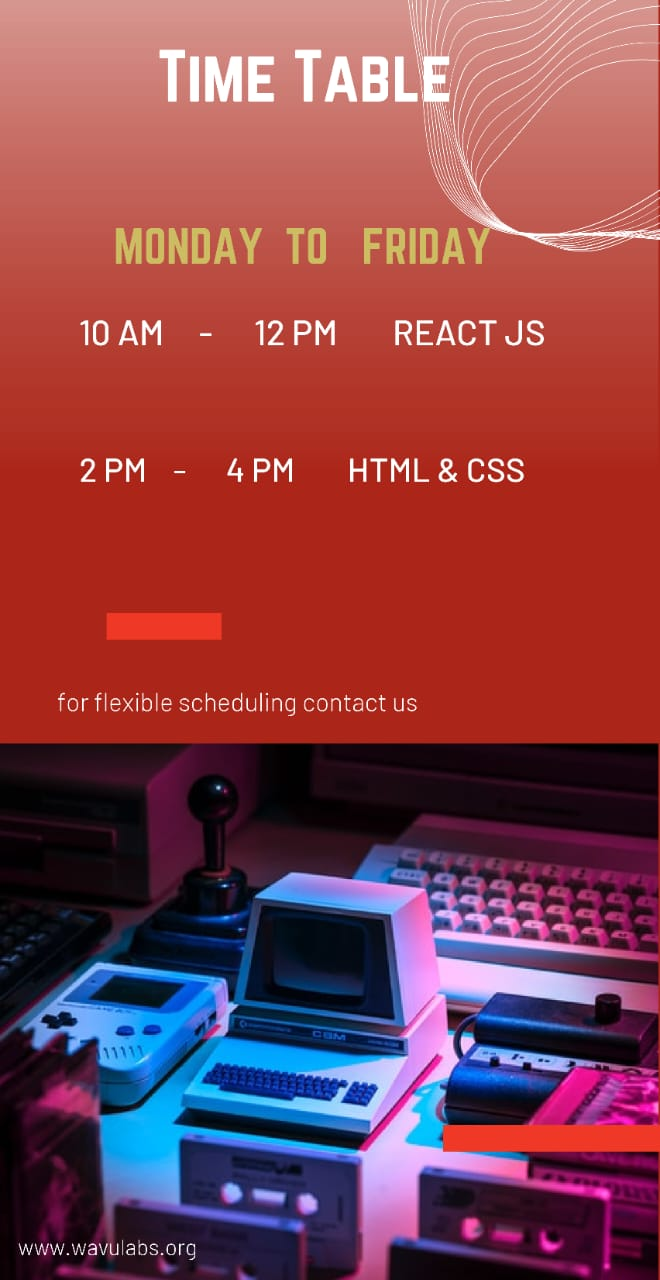 Time Table
MONDAY TO FRIDAY
10 AM - 12 PM REACT JS
2 PM - 4 PM HTML & CSS
for flexible scheduling contact us
CBM
www.wavulabs.org